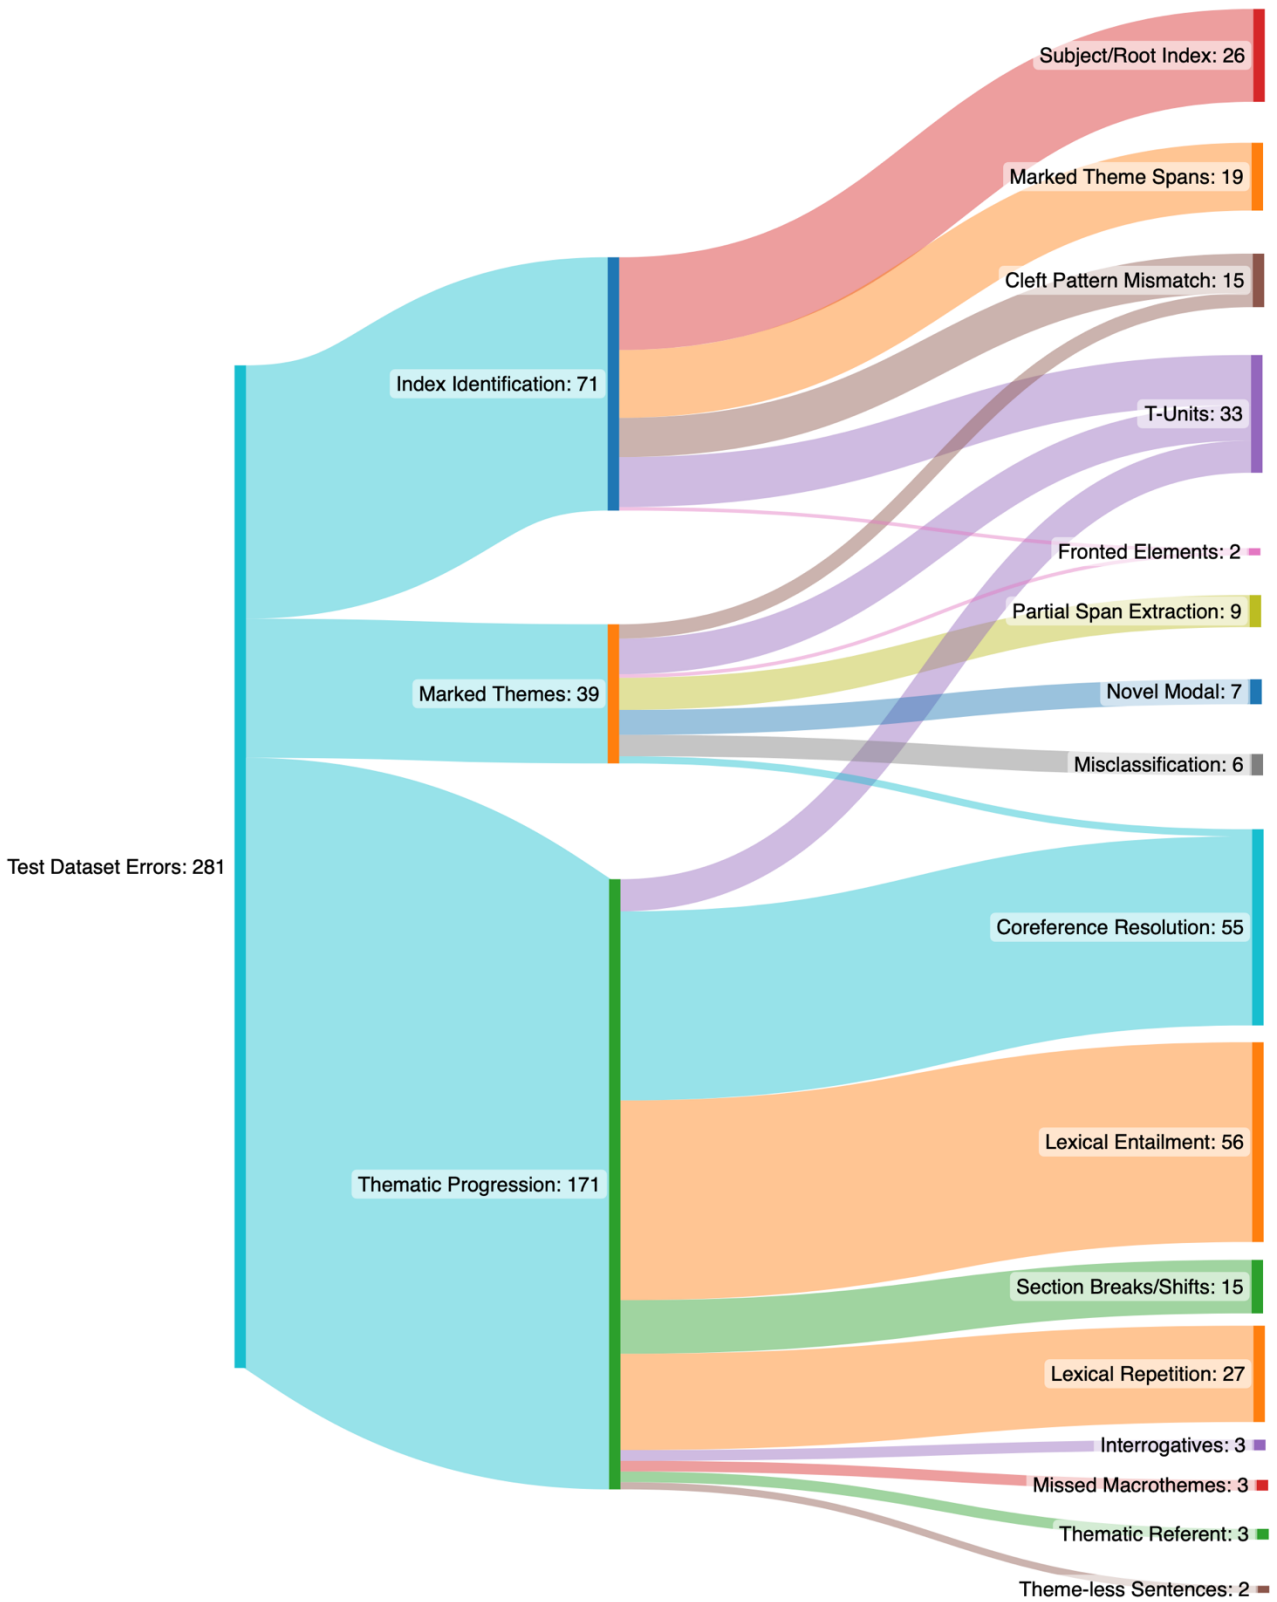 Subject/Root Index: 26
Marked Theme Spans: 19
Cleft Pattern Mismatch: 15
Index Identification: 71
T-Units: 33
Fronted Elements: 2
Partial Span Extraction: 9
Marked Themes: 39
Novel Modal: 7
Misclassification: 6
Test Dataset Errors: 281
Coreference Resolution: 55
Lexical Entailment: 56
Thematic Progression: 171
Section Breaks/Shifts: 15
Lexical Repetition: 27
Interrogatives: 3
Missed Macrothemes: 3
Thematic Referent: 3
Theme-less Sentences: 2